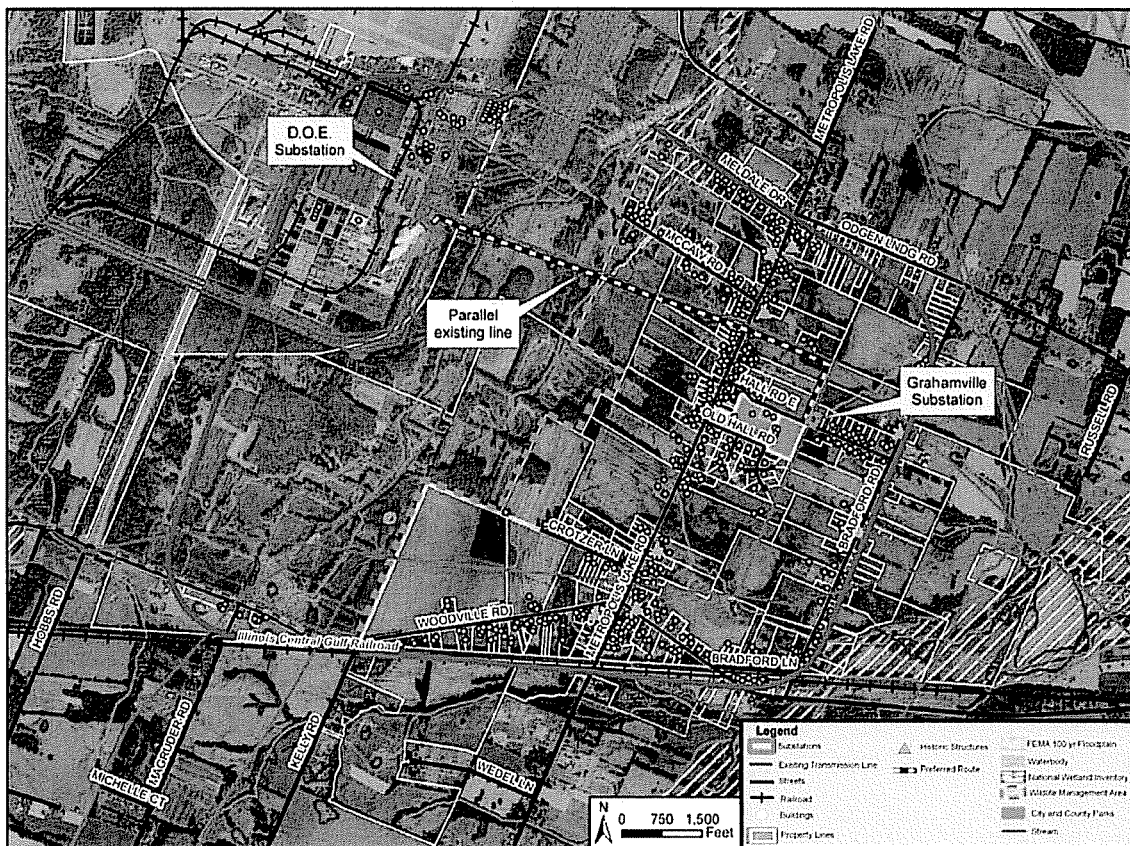 METROPOLIS LAKE RD
D.O.E.
Substation
MELDALE DR
ODGEN LNDG RD
MCCAW RD
Parallel
existing line
HALL RD E
Grahamville
Substation
OLD HALL RD
RUSSELL RD
BRADFORD RD
CROTZER LN
METROPOLIS LAKE RD
HOBBS RD
WOODVILLE RD
Illinois Central Gulf Railroad
BRADFORD LN
MAGRUDER RD
KELLY RD
WEDEL LN
MICHELLE CT
N
0 750 1,500
Feet
Legend
Substations
Existing Transmission Line
Streets
Railroad
Buildings
Property Lines
Historic Structures
Preferred Route
FEMA 100 yr Floodplain
Waterbody
National Wetland Inventory
Wildlife Management Area
City and County Parks
Stream